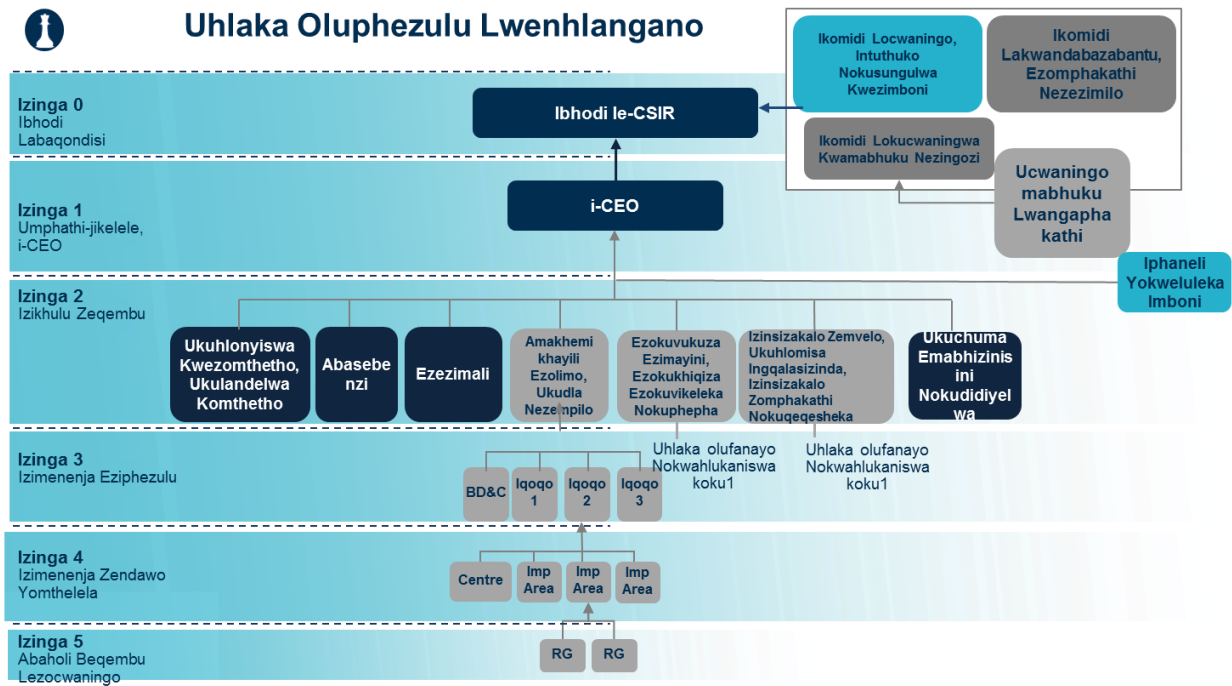 Uhlaka Oluphezulu Lwenhlangano
Ikomidi Locwaningo,
Intuthuko
Nokusungulwa
Kwezimboni
Ikomidi
Lakwandabazabantu,
Ezomphakathi
Nezezimilo
Izinga 0
Ibhodi
Labaqondisi
Ibhodi le-CSIR
Ikomidi Lokucwaningwa
Kwamabhuku Nezingozi
Ucwaningo
mabhuku
Lwangapha
kathi
Izinga 1
Umphathi-jikelele,
i-CEO
i-CEO
Iphaneli
Yokweluleka
Imboni
Izinga 2
Izikhulu Zeqembu
Ukuhlonyiswa
Kwezomthetho,
Ukulandelwa
Komthetho
Abasebe
nzi
Ezezimali
Amakhemi
khayili
Ezolimo,
Ukudla
Nezempilo
Ezokuvukuza
Ezimayini,
Ezokukhiqiza
Ezokuvikeleka
Nokuphepha
Izinsizakalo Zemvelo,
Ukuhlomisa
Ingqalasizinda,
Izinsizakalo
Zomphakathi
Nokuqeqesheka
Ukuchuma
Emabhizinis
ini
Nokudidiyel
wa
Izinga 3
Izimenenja Eziphezulu
Uhlaka olufanayo
Nokwahlukaniswa
koku1
Uhlaka olufanayo
Nokwahlukaniswa
koku1
BD&C
Iqoqo
1
Iqoqo
2
Iqoqo
3
Izinga 4
Izimenenja Zendawo
Yomthelela
Centre
Imp
Area
Imp
Area
Imp
Area
Izinga 5
Abaholi Beqembu
Lezocwaningo
RG
RG